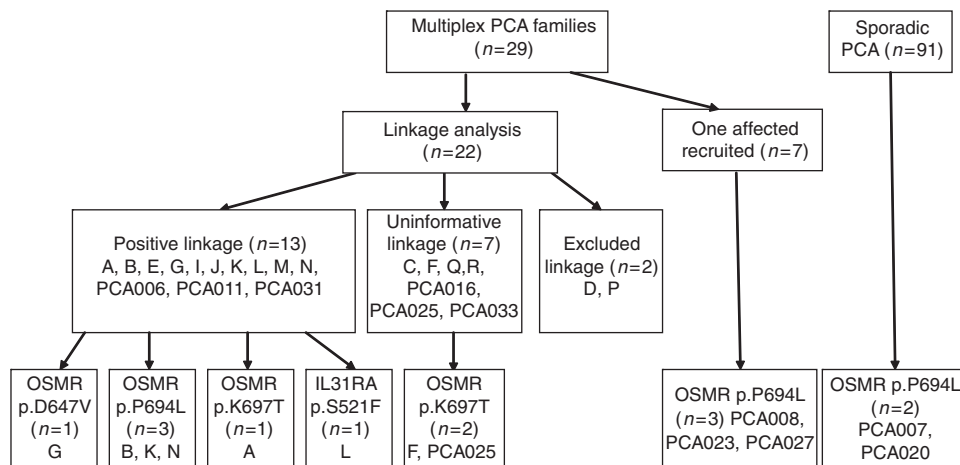 Multiplex PCA families
(n=29)
Sporadic
PCA (n=91)
Linkage analysis
(n=22)
One affected
recruited (n=7)
Positive linkage (n=13)
A, B, E, G, I, J, K, L, M, N,
PCA006, PCA011, PCA031
Uninformative
linkage (n=7)
C, F, Q,R,
PCA016,
PCA025, PCA033
Excluded
linkage (n=2)
D, P
OSMR
p.D647V
(n=1)
G
OSMR
p.P694L
(n=3)
B, K, N
OSMR
p.K697T
(n=1)
A
IL31RA
p.S521F
(n=1)
L
OSMR
p.K697T
(n=2)
F, PCA025
OSMR p.P694L
(n=3) PCA008,
PCA023, PCA027
OSMR p.P694L
(n=2)
PCA007,
PCA020